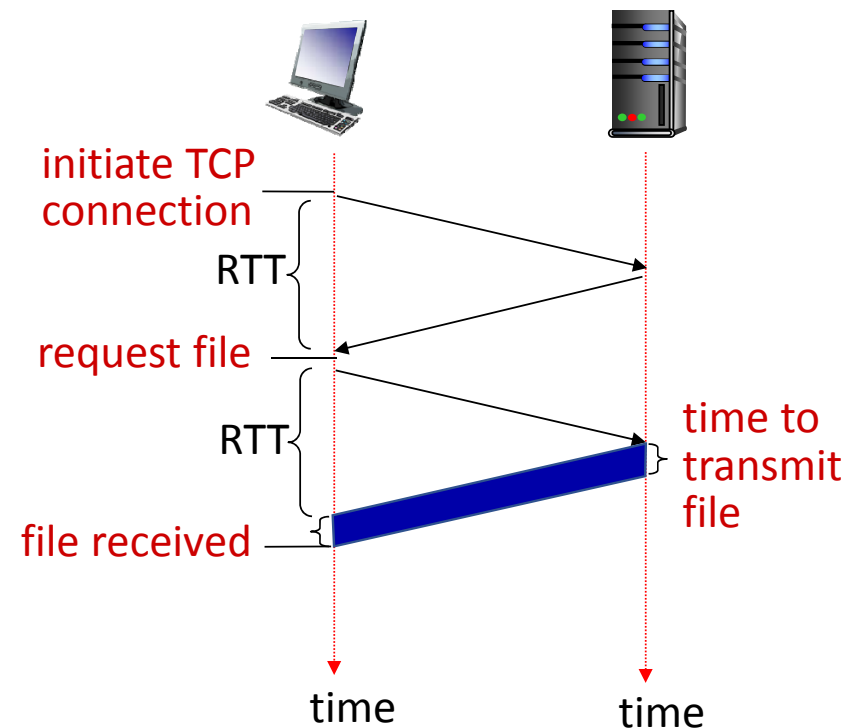 initiate TCP
connection
RTT
request file
RTT
time to
transmit
file
file received
time
time